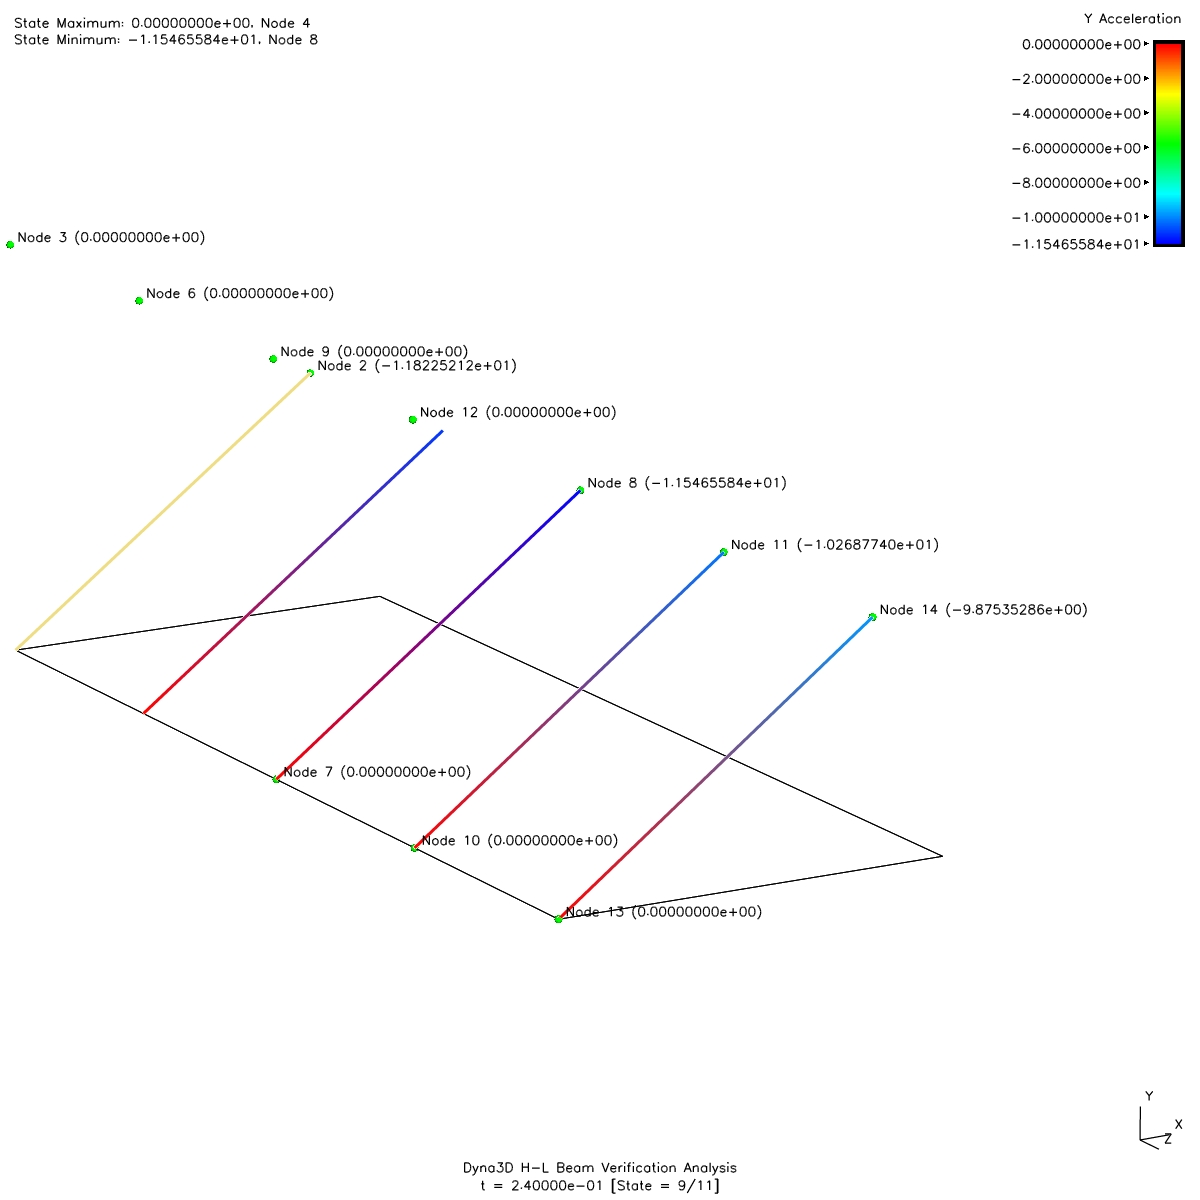 State Maximum: 0.00000000e+00, Node 4
State Minimum: -1.15465584e+01, Node 8
Y Acceleration
0.00000000e+00
-2.00000000e+00
-4.00000000e+00
-6.00000000e+00
-8.00000000e+00
-1.00000000e+01
-1.15465584e+01
Node 3 (0.00000000e+00)
Node 6 (0.00000000e+00)
Node 9 (0.00000000e+00)
Node 2 (-1.18225212e+01)
Node 12 (0.00000000e+00)
Node 8 (-1.15465584e+01)
Node 11 (-1.02687740e+01)
Node 14 (-9.87535286e+00)
Node 7 (0.00000000e+00)
Node 10 (0.00000000e+00)
Node 13 (0.00000000e+00)
Y
X
Z
Dyna3D H-L Beam Verification Analysis
t = 2.40000e-01 [State = 9/11]